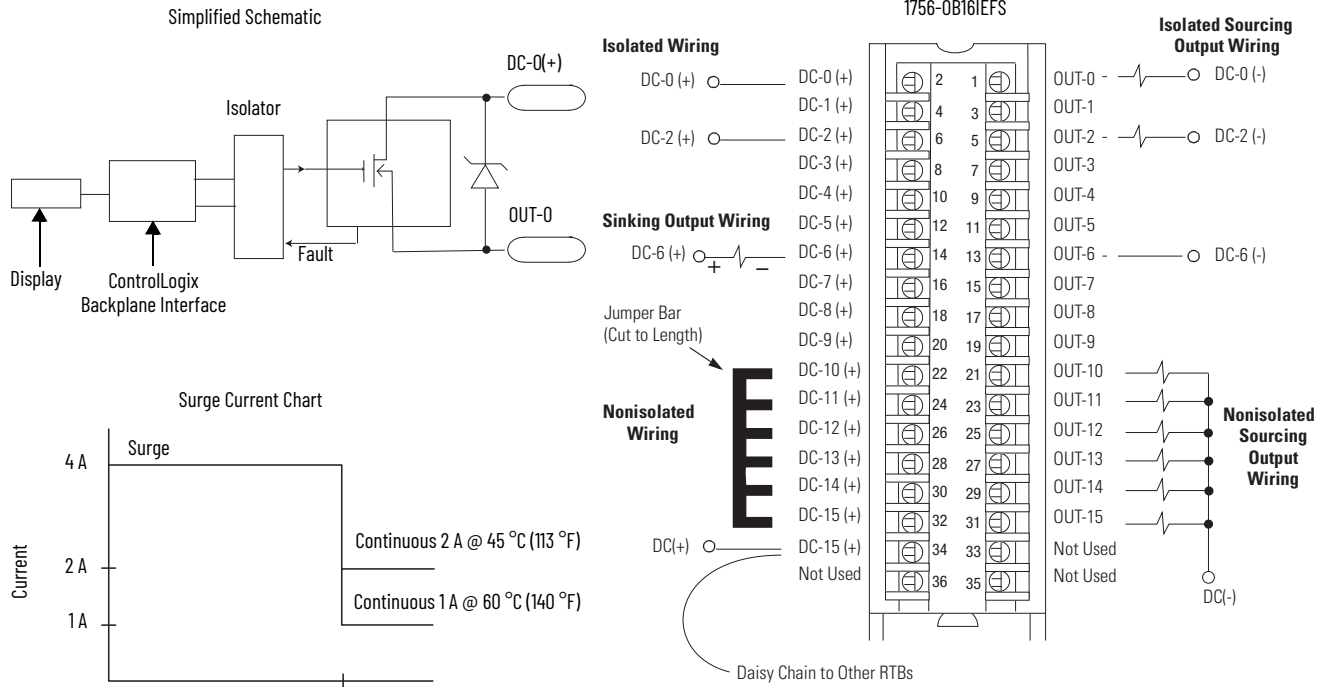 Simplified Schematic
DC-0(+)
Isolator
OUT-0
Fault
Display
ControlLogix
Backplane Interface
Surge Current Chart
Surge
4 A
Continuous 2 A @ 45 °C (113 °F)
2 A
Continuous 1 A @ 60 °C (140 °F)
1 A
Current
1756-OB16IEFS
Isolated Wiring
Isolated Sourcing
Output Wiring
DC-0 (+) DC-0 (+) 2 1 OUT-0 DC-0 (-)
DC-1 (+) 4 3 OUT-1
DC-2 (+) DC-2 (+) 6 5 OUT-2 DC-2 (-)
DC-3 (+) 8 7 OUT-3
DC-4 (+) 10 9 OUT-4
Sinking Output Wiring
DC-5 (+) 12 11 OUT-5
DC-6 (+) + − DC-6 (+) 14 13 OUT-6 DC-6 (-)
DC-7 (+) 16 15 OUT-7
Jumper Bar
(Cut to Length)
DC-8 (+) 18 17 OUT-8
DC-9 (+) 20 19 OUT-9
DC-10 (+) 22 21 OUT-10
DC-11 (+) 24 23 OUT-11
Nonisolated
Wiring
DC-12 (+) 26 25 OUT-12
DC-13 (+) 28 27 OUT-13
DC-14 (+) 30 29 OUT-14
DC-15 (+) 32 31 OUT-15
Nonisolated
Sourcing
Output
Wiring
DC(+) DC-15 (+) 34 33 Not Used
Not Used 36 35 Not Used
DC(-)
Daisy Chain to Other RTBs